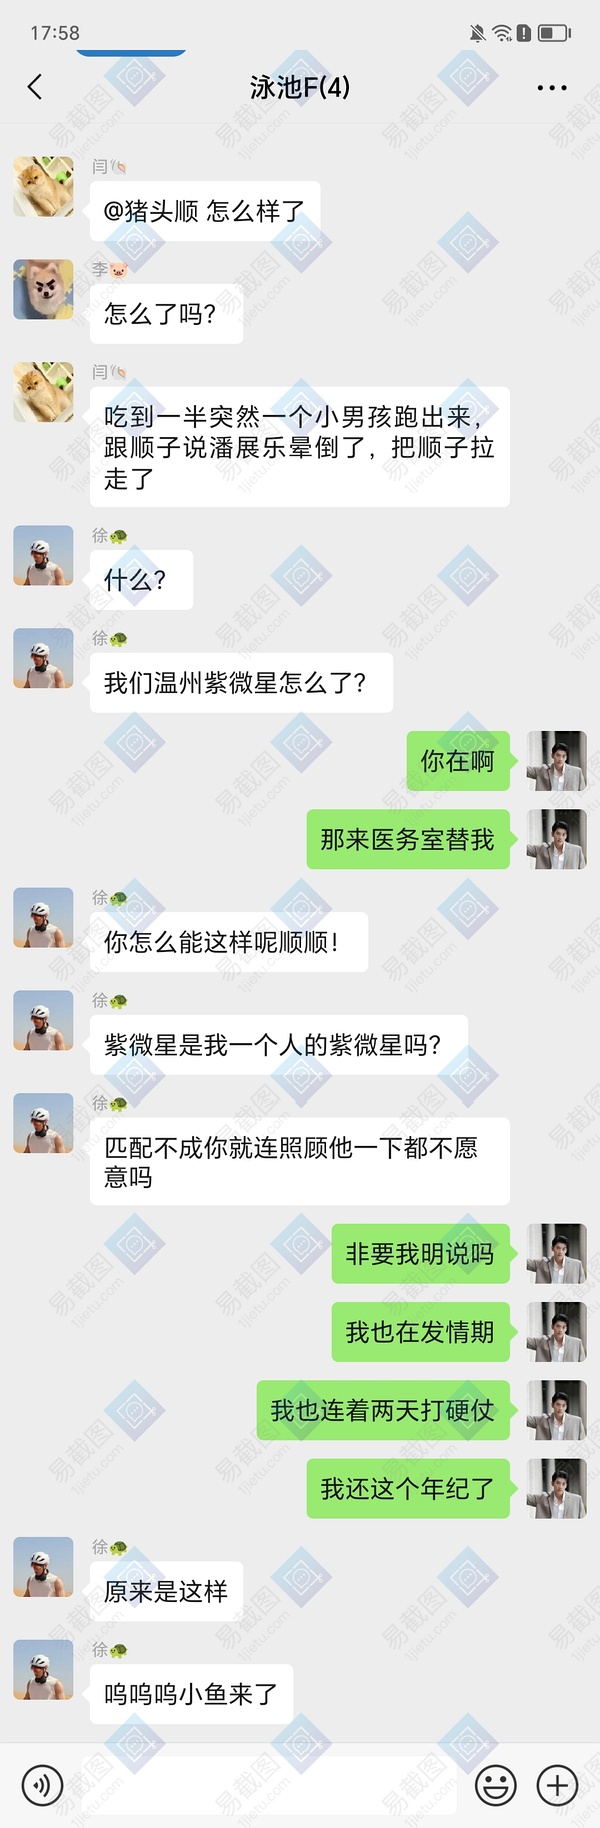 17:58
泳池F(4)
闫🐚
@猪头顺 怎么样了
李🐷
怎么了吗？
闫🐚
吃到一半突然一个小男孩跑出来，
跟顺子说潘展乐晕倒了，把顺子拉
走了
徐🐢
什么？
徐🐢
我们温州紫微星怎么了？
你在啊
那来医务室替我
徐🐢
你怎么能这样呢顺顺！
徐🐢
紫微星是我一个人的紫微星吗？
徐🐢
匹配不成你就连照顾他一下都不愿
意吗
非要我明说吗
我也在发情期
我也连着两天打硬仗
我还这个年纪了
徐🐢
原来是这样
徐🐢
呜呜呜小鱼来了
易截图
1jietu.com